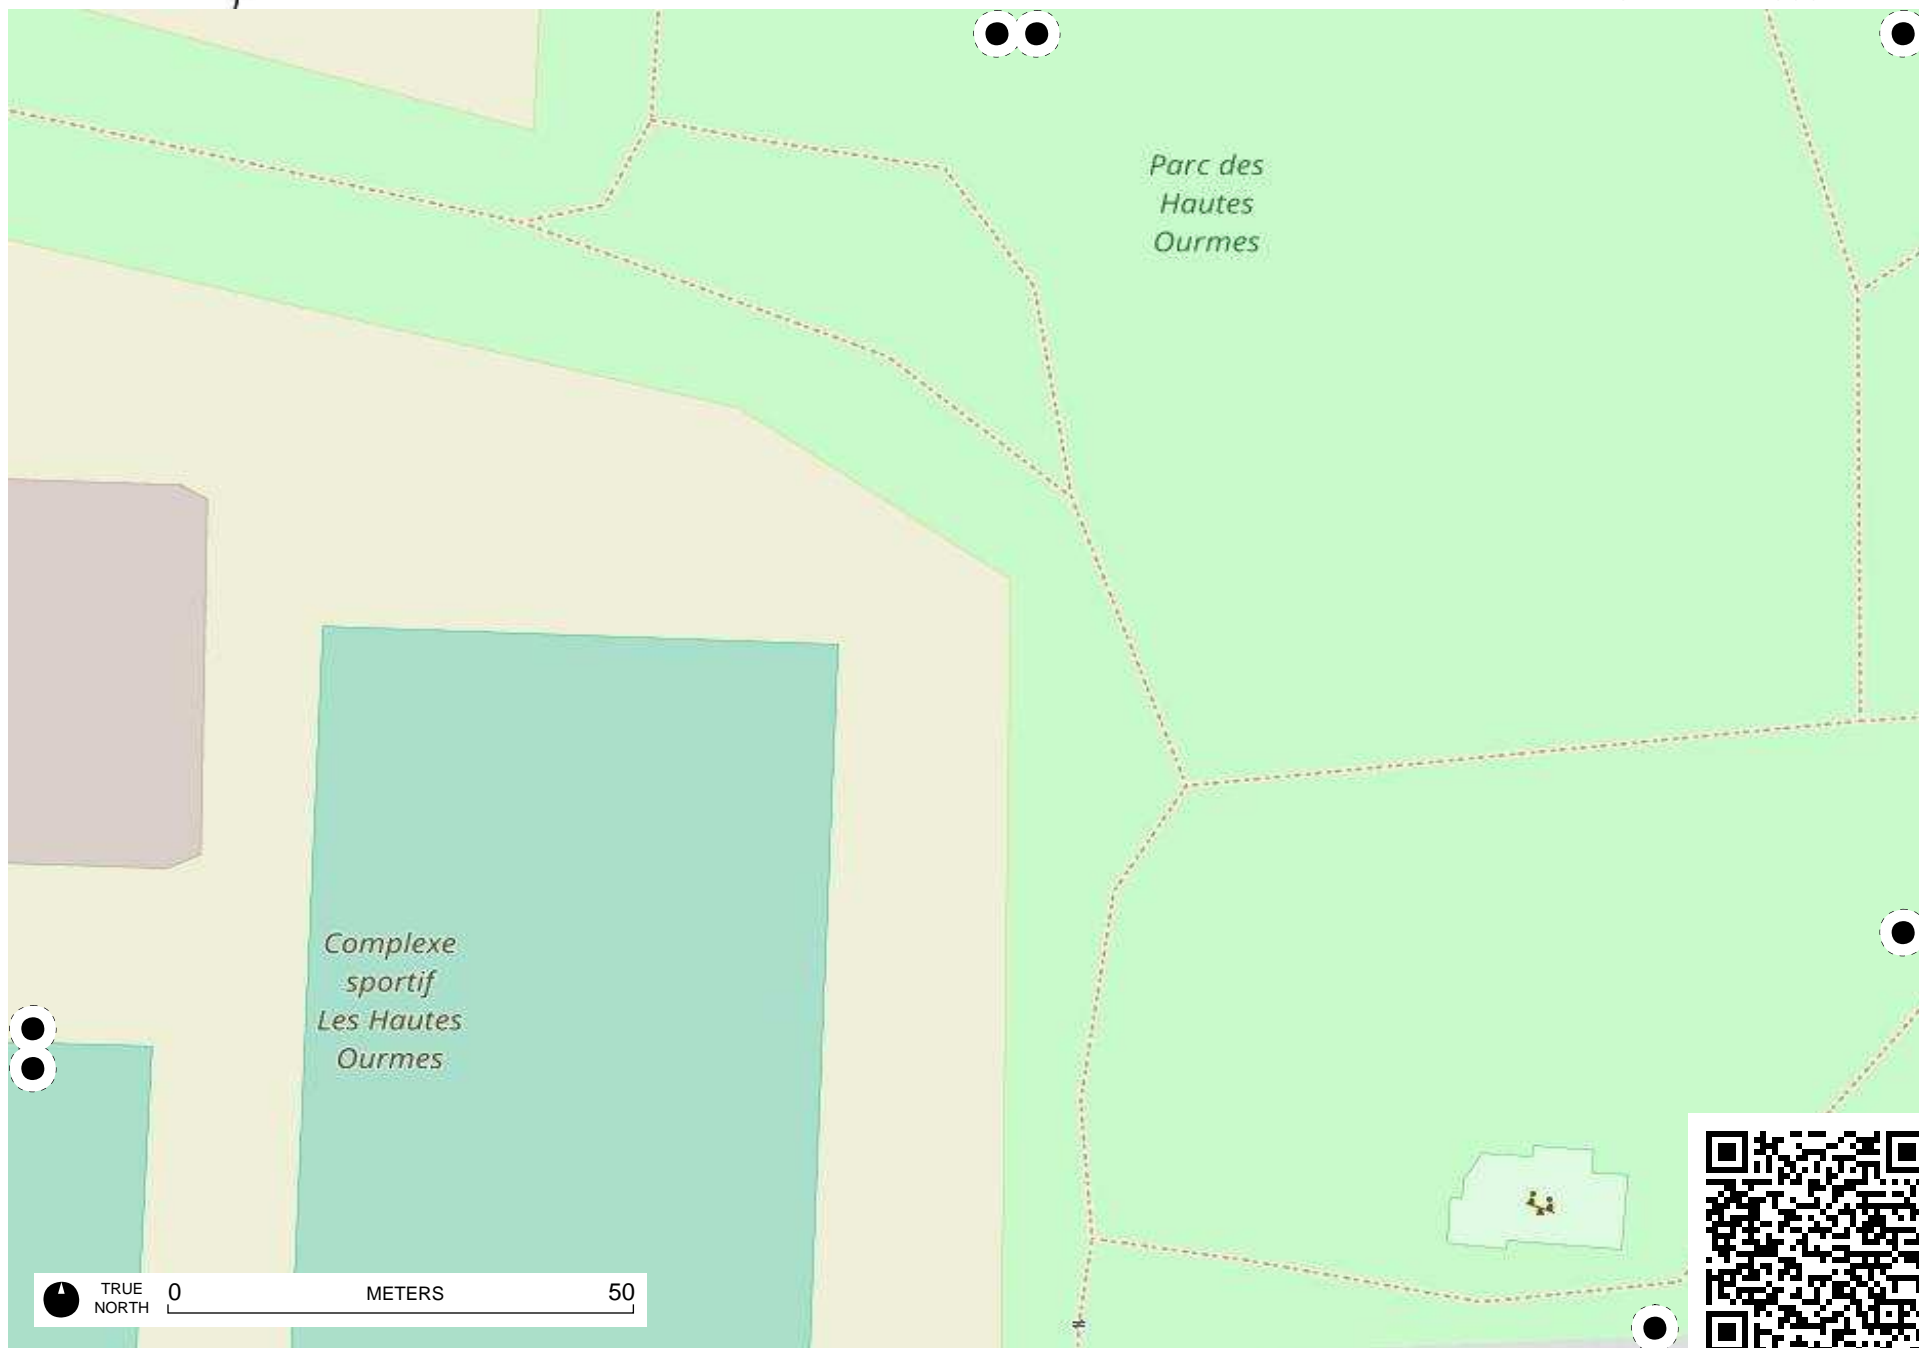 Parc des
Hautes
Ourmes
Complexe
sportif
Les Hautes
Ourmes
TRUE
NORTH
0
METERS
50